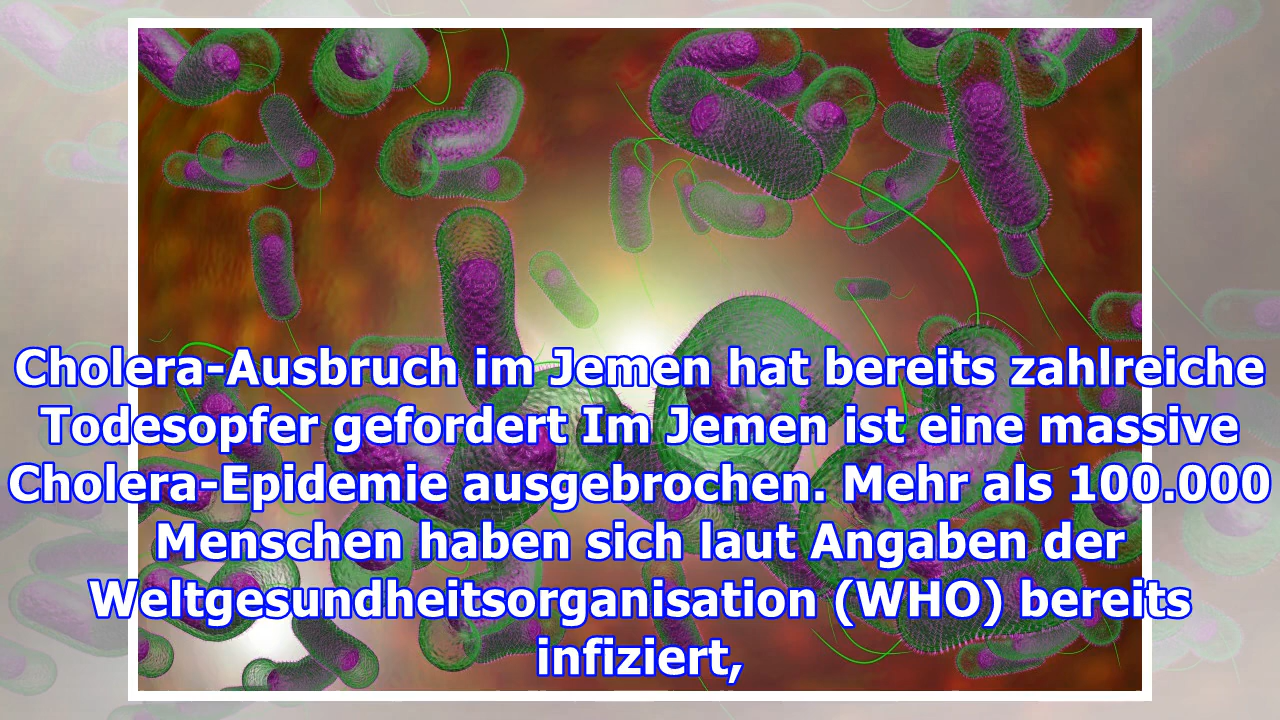 Cholera-Ausbruch im Jemen hat bereits zahlreiche
Todesopfer gefordert Im Jemen ist eine massive
Cholera-Epidemie ausgebrochen. Mehr als 100.000
Menschen haben sich laut Angaben der
Weltgesundheitsorganisation (WHO) bereits
infiziert,